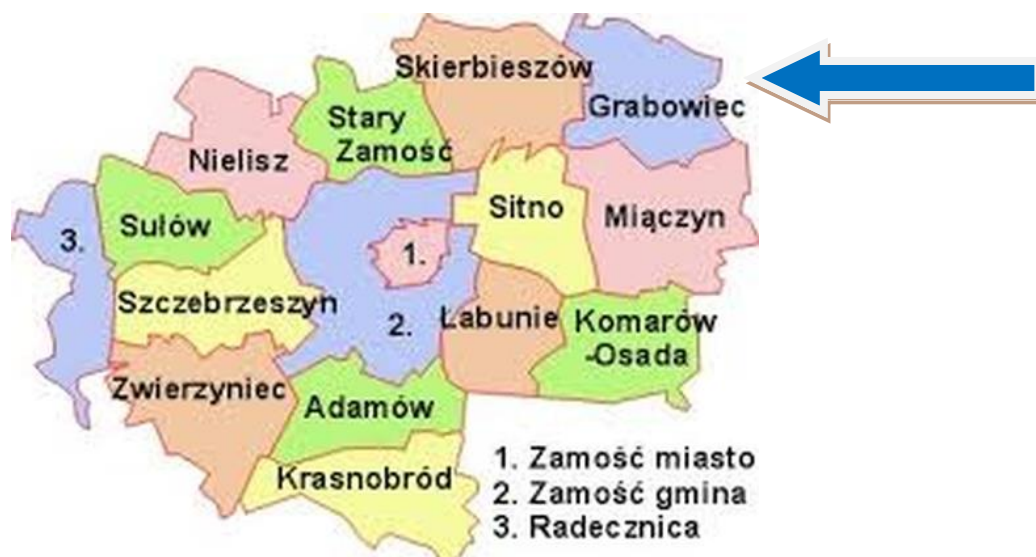 Skierbieszów
Grabowiec
Stary
Zamość
Nielisz
Sitno
Miączyn
Sułów
3.
1.
Szczebrzeszyn
2.
Łabunie
Komarów
-Osada
Zwierzyniec
Adamów
Krasnobród
1. Zamość miasto
2. Zamość gmina
3. Radecznica